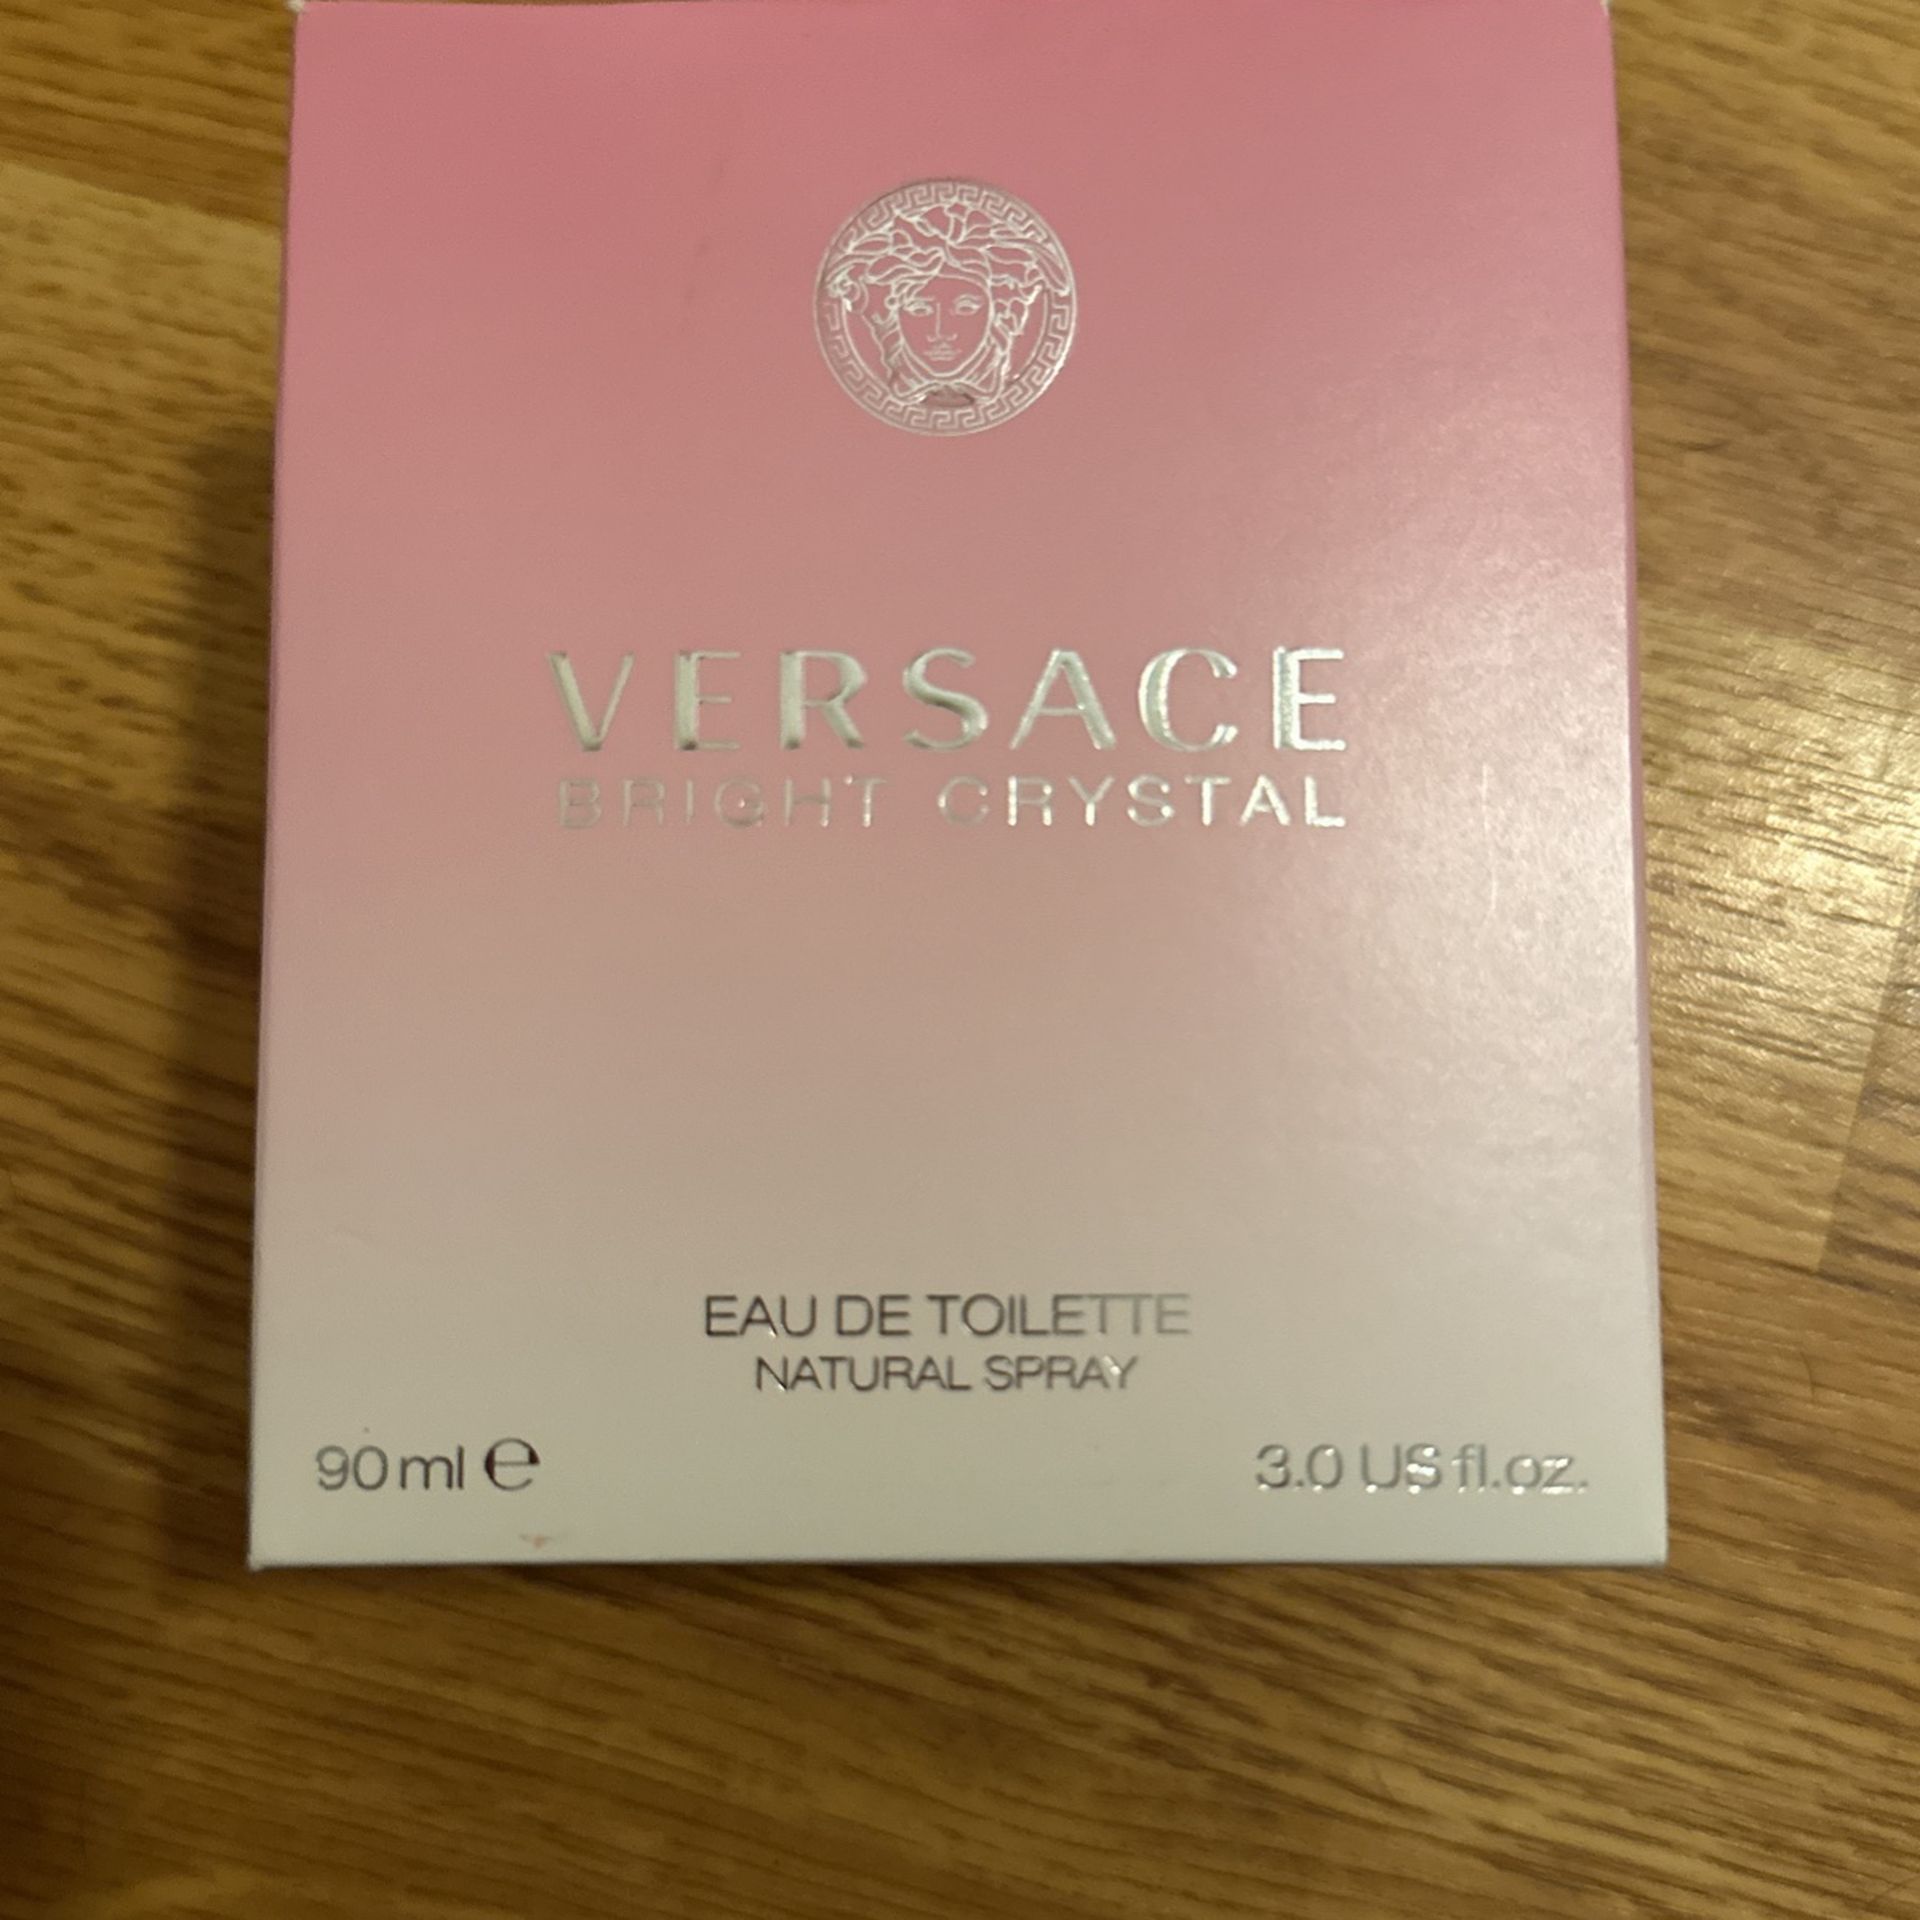 VERSACE
BRIGHT CRYSTAL
EAU DE TOILETTE
NATURAL SPRAY
90 ml ℮ 3.0 US fl.oz.